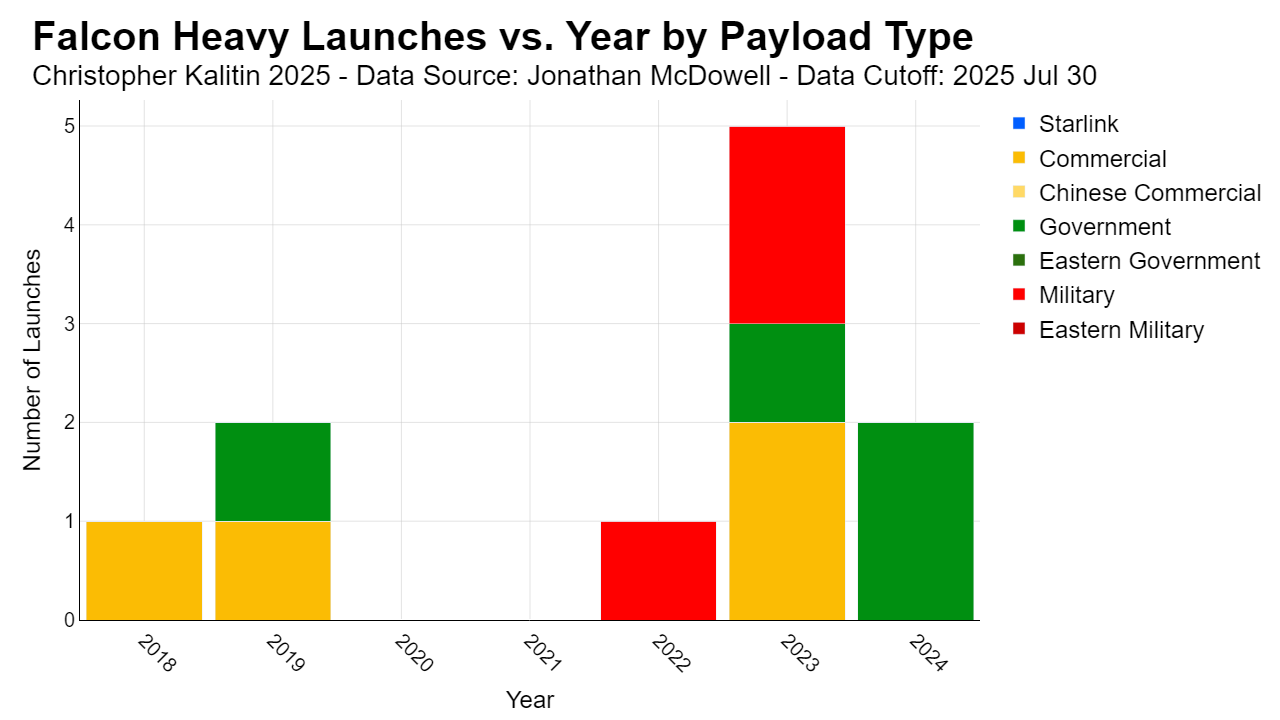 Falcon Heavy Launches vs. Year by Payload Type
Christopher Kalitin 2025 - Data Source: Jonathan McDowell - Data Cutoff: 2025 Jul 30
Number of Launches
5
4
3
2
1
0
2018
2019
2020
2021
2022
2023
2024
Year
Starlink
Commercial
Chinese Commercial
Government
Eastern Government
Military
Eastern Military